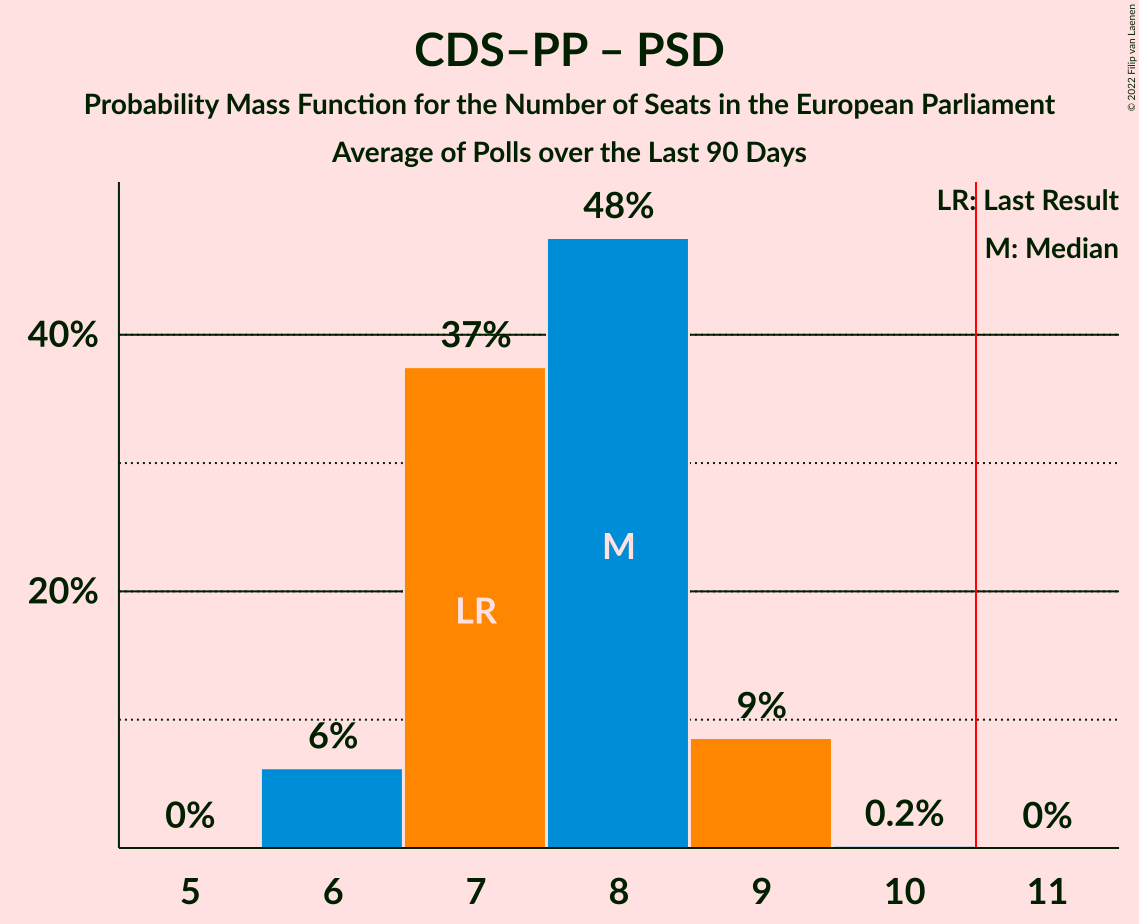 CDS–PP – PSD
Probability Mass Function for the Number of Seats in the European Parliament
Average of Polls over the Last 90 Days
© 2022 Filip van Laenen
LR: Last Result
M: Median
48%
40%
37%
M
20%
LR
9%
6%
0%
0.2%
0%
5 6 7 8 9 10 11